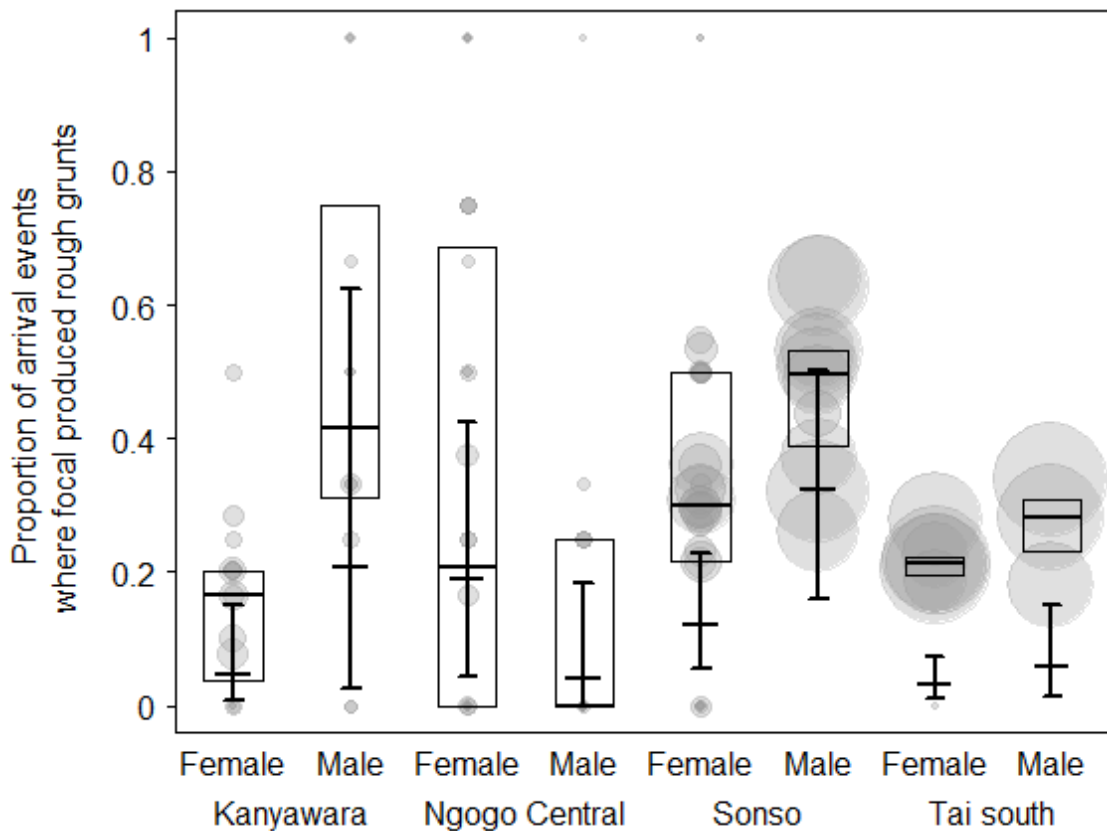 Proportion of arrival events
where focal produced rough grunts
1
0.8
0.6
0.4
0.2
0
Female Male Female Male Female Male Female Male
Kanyawara Ngogo Central Sonso Tai south